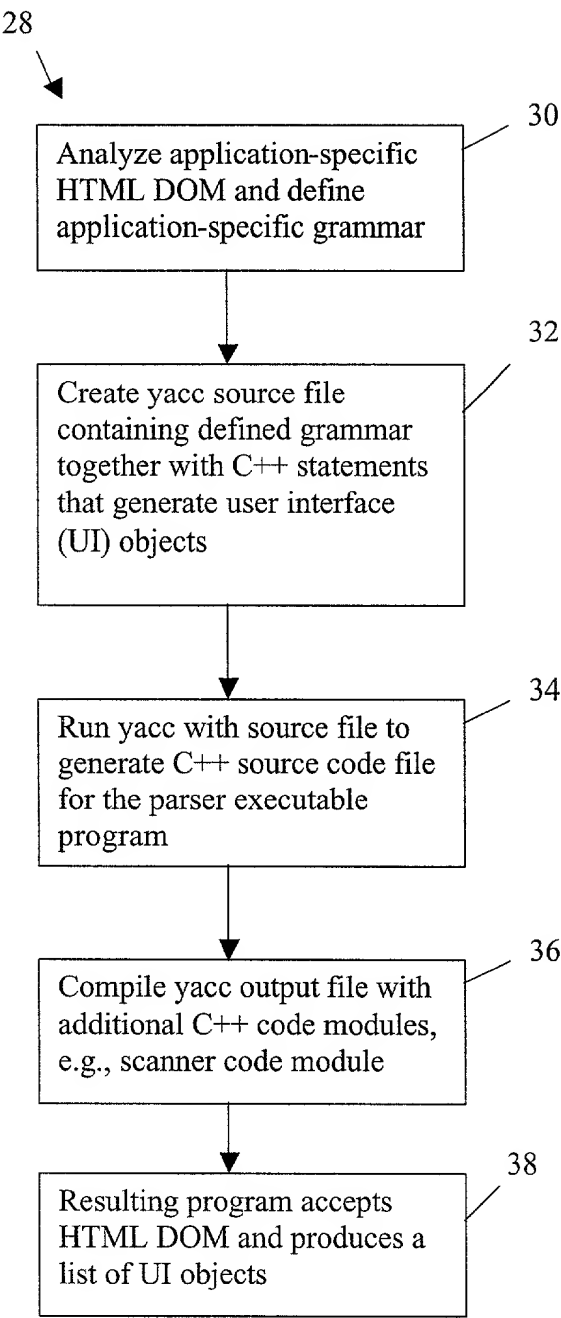 28
30
Analyze application-specific
HTML DOM and define
application-specific grammar
32
Create yacc source file
containing defined grammar
together with C++ statements
that generate user interface
(UI) objects
34
Run yacc with source file to
generate C++ source code file
for the parser executable
program
36
Compile yacc output file with
additional C++ code modules,
e.g., scanner code module
38
Resulting program accepts
HTML DOM and produces a
list of UI objects